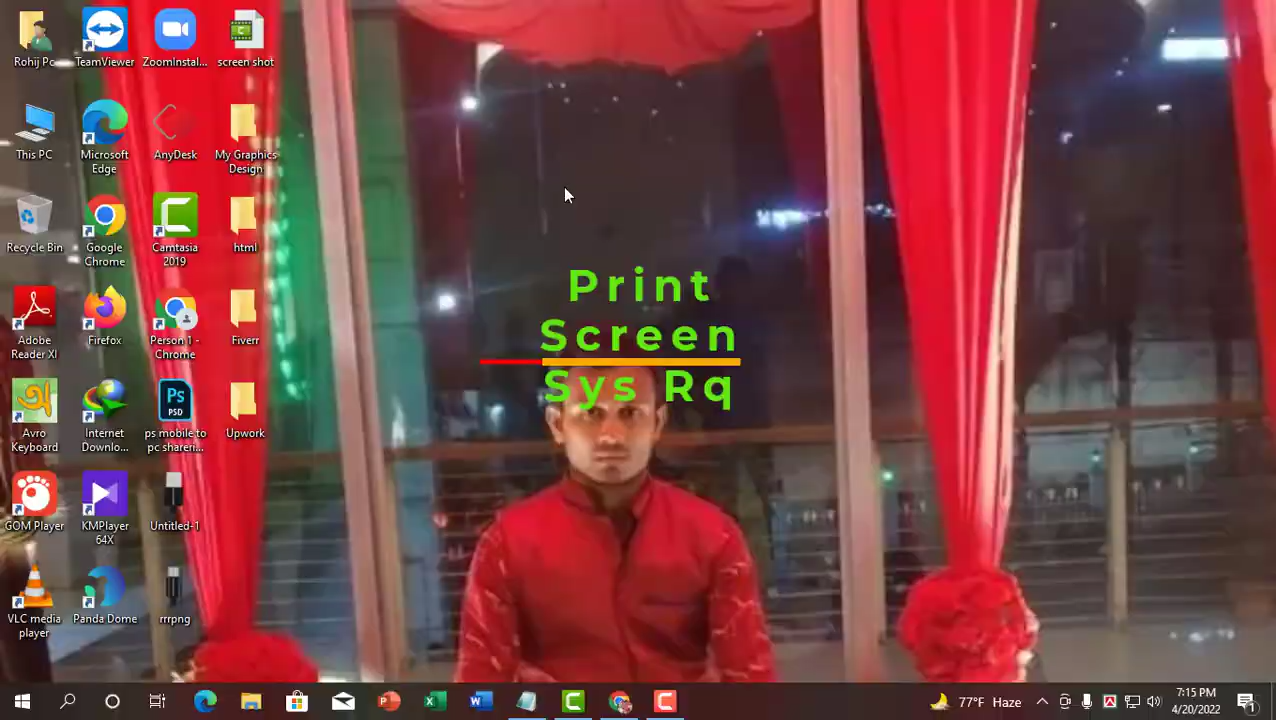 Rohij Pc
TeamViewer
ZoomInstal...
screen shot
This PC
Microsoft
Edge
AnyDesk
My Graphics
Design
Recycle Bin
Google
Chrome
Camtasia
2019
html
Print
Screen
Sys Rq
Adobe
Reader XI
Firefox
Person 1 -
Chrome
Fiverr
Avro
Keyboard
Internet
Downlo...
ps mobile to
pc shareri...
Upwork
GOM Player
KMPlayer
64X
Untitled-1
VLC media
player
Panda Dome
rrrpng
77°F Haze
7:15 PM
4/20/2022